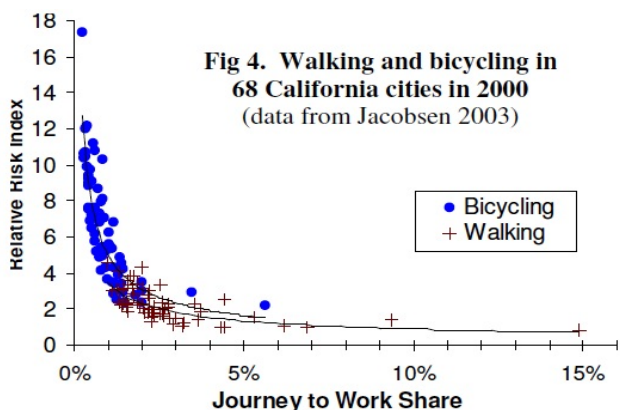 18
16
14
12
10
8
6
4
2
0
Relative Risk Index
Fig 4. Walking and bicycling in
68 California cities in 2000
(data from Jacobsen 2003)
Bicycling
Walking
0% 5% 10% 15%
Journey to Work Share